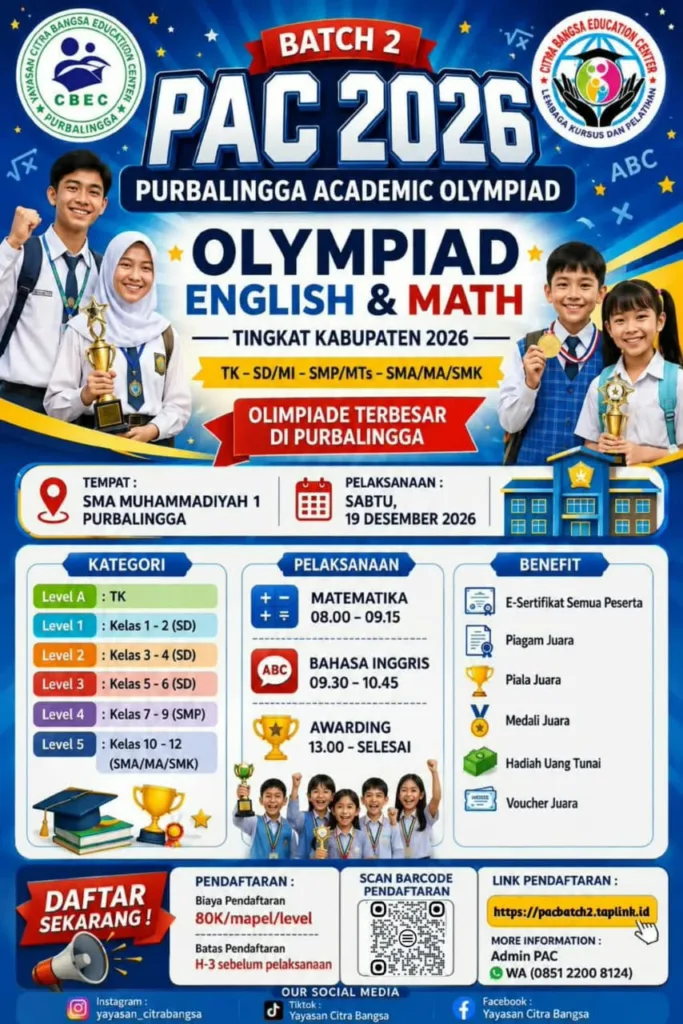 YAYASAN CITRA BANGSA EDUCATION CENTER
CBEC
PURBALINGGA
BATCH 2
CITRA BANGSA EDUCATION CENTER
LEMBAGA KURSUS DAN PELATIHAN
PAC 2026
ABC
PURBALINGGA ACADEMIC OLYMPIAD
OLYMPIAD
ENGLISH & MATH
TINGKAT KABUPATEN 2026
TK - SD/MI - SMP/MTs - SMA/MA/SMK
OLIMPIADE TERBESAR
DI PURBALINGGA
TEMPAT :
SMA MUHAMMADIYAH 1
PURBALINGGA
PELAKSANAAN :
SABTU,
19 DESEMBER 2026
KATEGORI
Level A : TK
Level 1 : Kelas 1 - 2 (SD)
Level 2 : Kelas 3 - 4 (SD)
Level 3 : Kelas 5 - 6 (SD)
Level 4 : Kelas 7 - 9 (SMP)
Level 5 : Kelas 10 - 12
(SMA/MA/SMK)
PELAKSANAAN
MATEMATIKA
08.00 - 09.15
ABC
BAHASA INGGRIS
09.30 - 10.45
AWARDING
13.00 - SELESAI
BENEFIT
E-Sertifikat Semua Peserta
Piagam Juara
Piala Juara
Medali Juara
Hadiah Uang Tunai
Voucher Juara
DAFTAR
SEKARANG !
PENDAFTARAN :
Biaya Pendaftaran
80K/mapel/level
Batas Pendaftaran
H-3 sebelum pelaksanaan
SCAN BARCODE
PENDAFTARAN
LINK PENDAFTARAN :
https://pacbatch2.taplink.id
MORE INFORMATION :
Admin PAC
WA (0851 2200 8124)
OUR SOCIAL MEDIA
Instagram :
yayasan_citrabangsa
Tiktok :
Yayasan Citra Bangsa
Facebook :
Yayasan Citra Bangsa